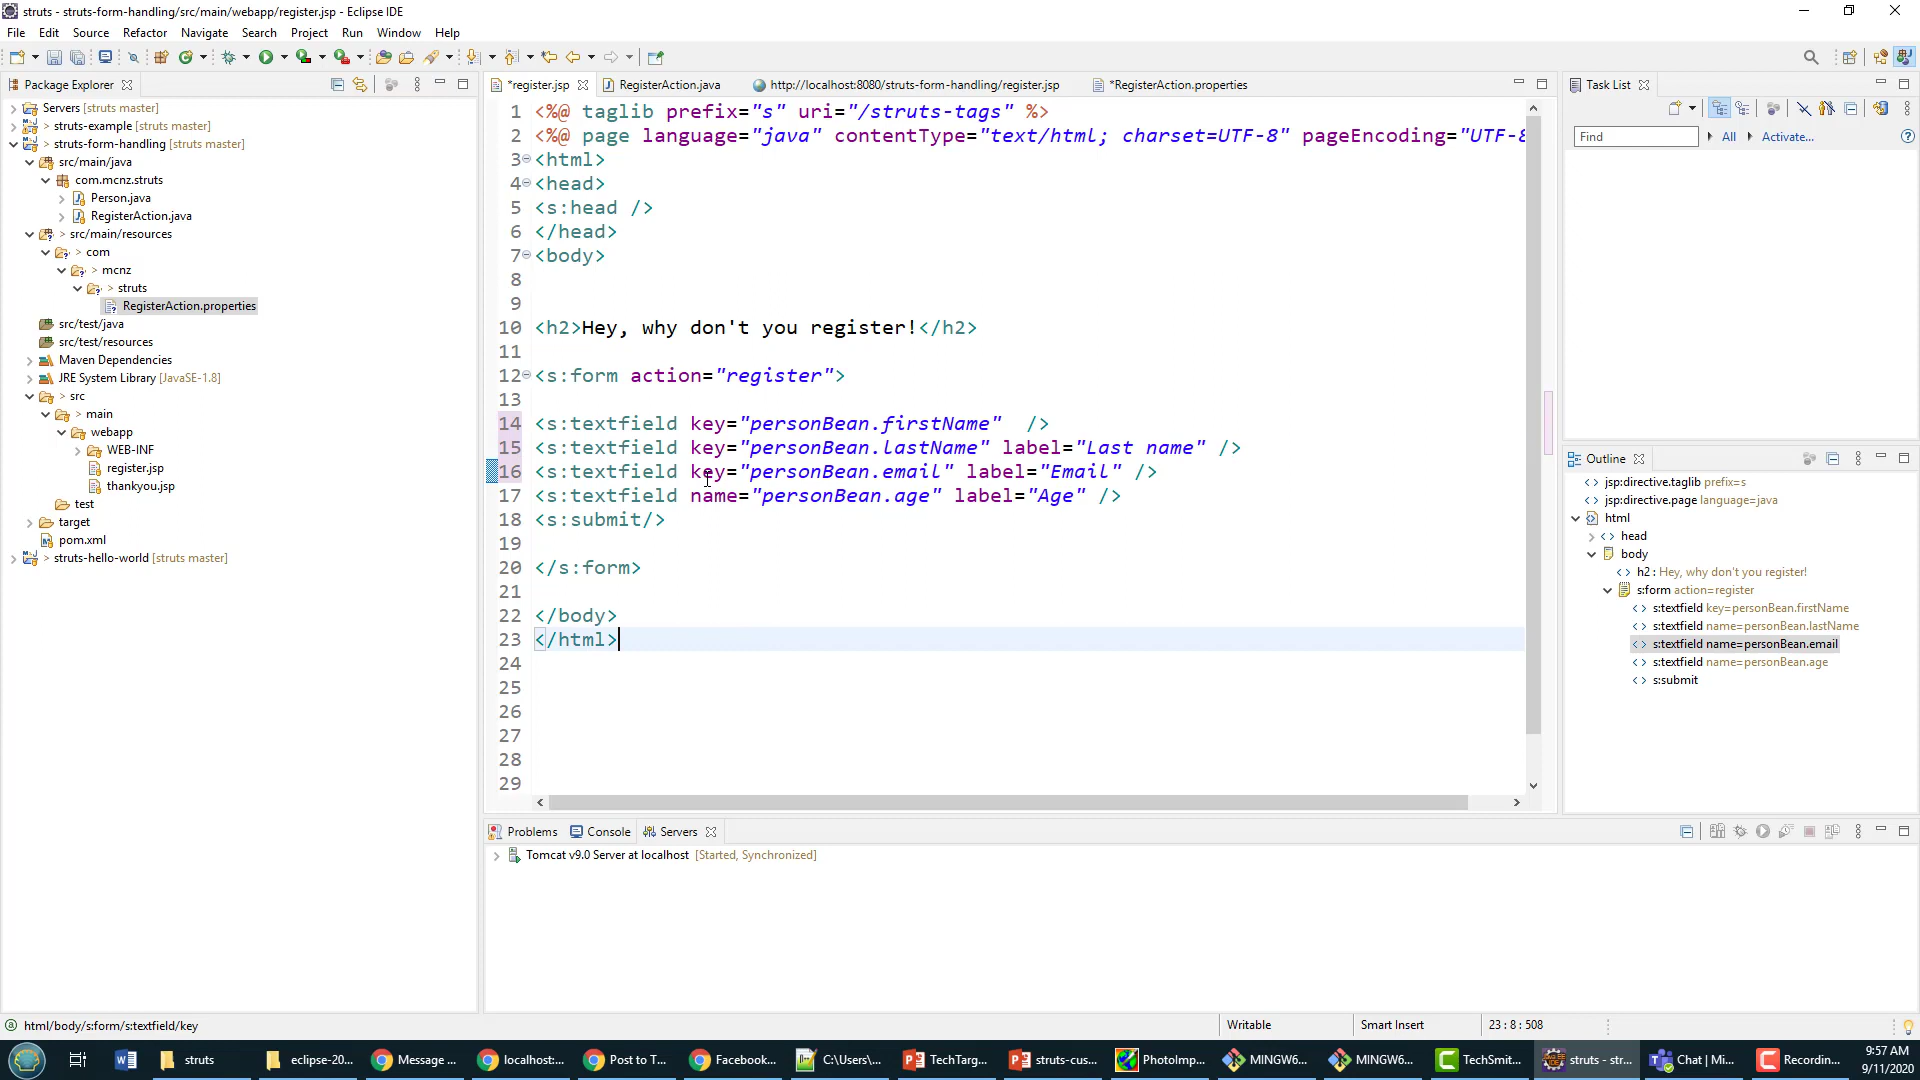 struts - struts-form-handling/src/main/webapp/register.jsp - Eclipse IDE
File Edit Source Refactor Navigate Search Project Run Window Help
Package Explorer
Servers [struts master]
> struts-example [struts master]
> struts-form-handling [struts master]
src/main/java
com.mcnz.struts
Person.java
RegisterAction.java
> src/main/resources
> com
> mcnz
> struts
RegisterAction.properties
src/test/java
src/test/resources
Maven Dependencies
JRE System Library [JavaSE-1.8]
> src
> main
> webapp
WEB-INF
register.jsp
thankyou.jsp
test
target
pom.xml
> struts-hello-world [struts master]
*register.jsp
RegisterAction.java
http://localhost:8080/struts-form-handling/register.jsp
*RegisterAction.properties
1 <%@ taglib prefix="s" uri="/struts-tags" %>
2 <%@ page language="java" contentType="text/html; charset=UTF-8" pageEncoding="UTF-8
3 <html>
4 <head>
5 <s:head />
6 </head>
7 <body>
8
9
10 <h2>Hey, why don't you register!</h2>
11
12 <s:form action="register">
13
14 <s:textfield key="personBean.firstName"  />
15 <s:textfield key="personBean.lastName" label="Last name" />
16 <s:textfield key="personBean.email" label="Email" />
17 <s:textfield name="personBean.age" label="Age" />
18 <s:submit/>
19
20 </s:form>
21
22 </body>
23 </html>
24
25
26
27
28
29
Task List
Find All Activate...
Outline
jsp:directive.taglib prefix=s
jsp:directive.page language=java
html
head
body
h2 : Hey, why don't you register!
s:form action=register
s:textfield key=personBean.firstName
s:textfield name=personBean.lastName
s:textfield name=personBean.email
s:textfield name=personBean.age
s:submit
Problems Console Servers
Tomcat v9.0 Server at localhost [Started, Synchronized]
html/body/s:form/s:textfield/key
Writable
Smart Insert
23 : 8 : 508
struts
eclipse-20...
Message ...
localhost:...
Post to T...
Facebook...
C:\Users\...
TechTarg...
struts-cus...
PhotoImp...
MINGW6...
MINGW6...
TechSmit...
struts - str...
Chat | Mi...
Recordin...
9:57 AM
9/11/2020